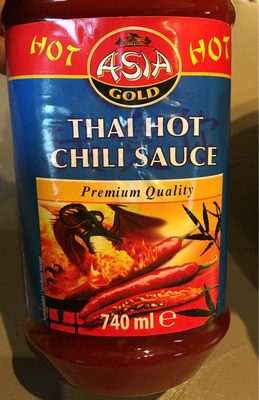 HOT HOT
ASIA
GOLD
THAI HOT
CHILI SAUCE
Premium Quality
740 ml e